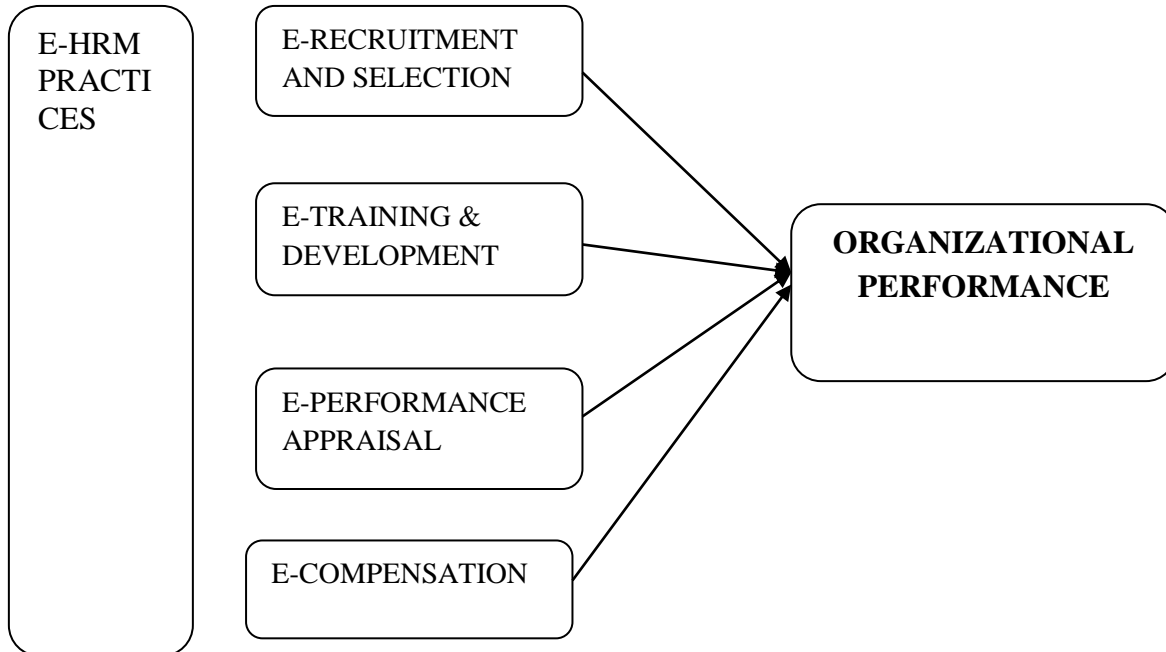 E-HRM
PRACTI
CES
E-RECRUITMENT
AND SELECTION
E-TRAINING &
DEVELOPMENT
E-PERFORMANCE
APPRAISAL
E-COMPENSATION
ORGANIZATIONAL
PERFORMANCE